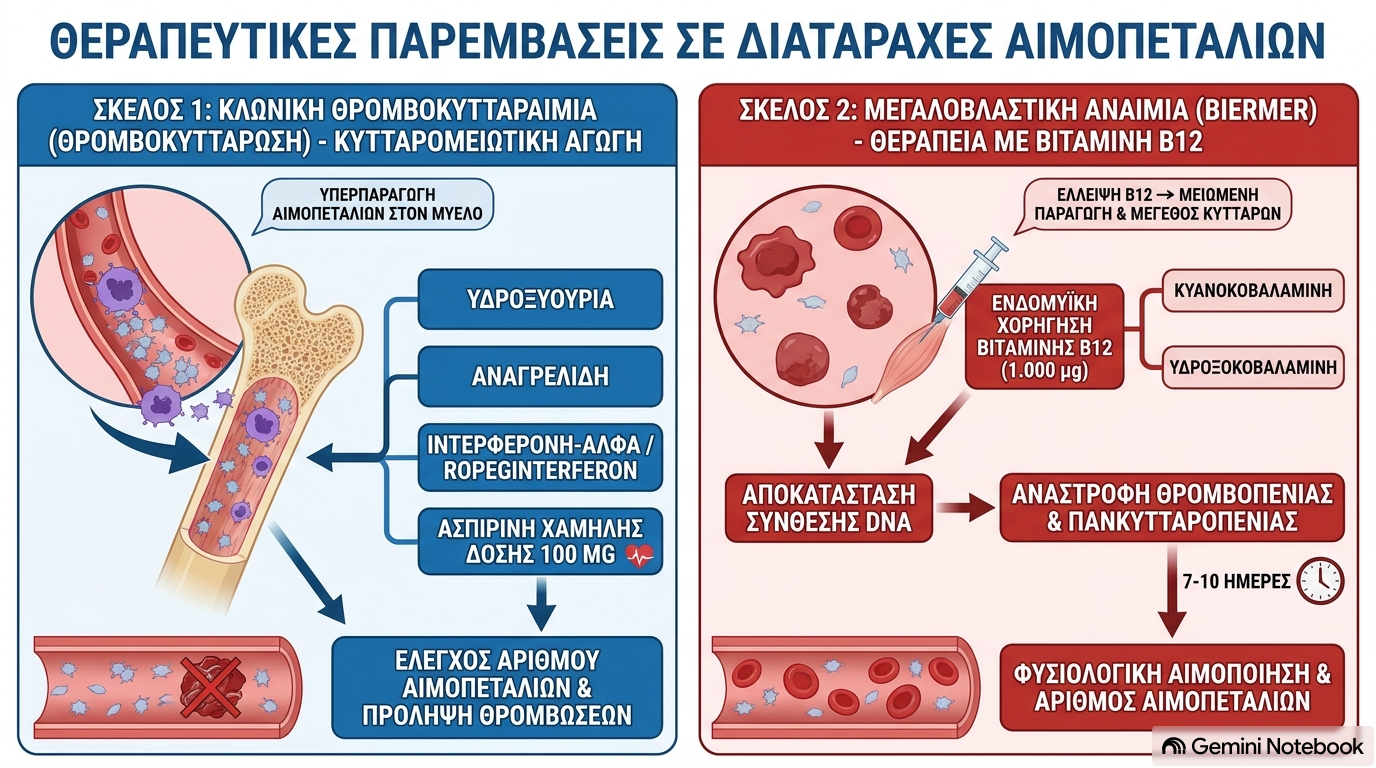 ΘΕΡΑΠΕΥΤΙΚΕΣ ΠΑΡΕΜΒΑΣΕΙΣ ΣΕ ΔΙΑΤΑΡΑΧΕΣ ΑΙΜΟΠΕΤΑΛΙΩΝ
ΣΚΕΛΟΣ 1: ΚΛΩΝΙΚΗ ΘΡΟΜΒΟΚΥΤΤΑΡΑΙΜΙΑ
(ΘΡΟΜΒΟΚΥΤΤΑΡΩΣΗ) - ΚΥΤΤΑΡΟΜΕΙΩΤΙΚΗ ΑΓΩΓΗ
ΥΠΕΡΠΑΡΑΓΩΓΗ
ΑΙΜΟΠΕΤΑΛΙΩΝ ΣΤΟΝ ΜΥΕΛΟ
ΥΔΡΟΞΥΟΥΡΙΑ
ΑΝΑΓΡΕΛΙΔΗ
ΙΝΤΕΡΦΕΡΟΝΗ-ΑΛΦΑ /
ROPEGINTERFERON
ΑΣΠΙΡΙΝΗ ΧΑΜΗΛΗΣ
ΔΟΣΗΣ 100 MG
ΕΛΕΓΧΟΣ ΑΡΙΘΜΟΥ
ΑΙΜΟΠΕΤΑΛΙΩΝ &
ΠΡΟΛΗΨΗ ΘΡΟΜΒΩΣΕΩΝ
ΣΚΕΛΟΣ 2: ΜΕΓΑΛΟΒΛΑΣΤΙΚΗ ΑΝΑΙΜΙΑ (BIERMER)
- ΘΕΡΑΠΕΙΑ ΜΕ ΒΙΤΑΜΙΝΗ B12
ΕΛΛΕΙΨΗ B12 → ΜΕΙΩΜΕΝΗ
ΠΑΡΑΓΩΓΗ & ΜΕΓΕΘΟΣ ΚΥΤΤΑΡΩΝ
ΕΝΔΟΜΥΪΚΗ
ΧΟΡΗΓΗΣΗ
ΒΙΤΑΜΙΝΗΣ B12
(1.000 μg)
ΚΥΑΝΟΚΟΒΑΛΑΜΙΝΗ
ΥΔΡΟΞΟΚΟΒΑΛΑΜΙΝΗ
ΑΠΟΚΑΤΑΣΤΑΣΗ
ΣΥΝΘΕΣΗΣ DNA
ΑΝΑΣΤΡΟΦΗ ΘΡΟΜΒΟΠΕΝΙΑΣ
& ΠΑΝΚΥΤΤΑΡΟΠΕΝΙΑΣ
7-10 ΗΜΕΡΕΣ
ΦΥΣΙΟΛΟΓΙΚΗ ΑΙΜΟΠΟΙΗΣΗ &
ΑΡΙΘΜΟΣ ΑΙΜΟΠΕΤΑΛΙΩΝ
Gemini Notebook